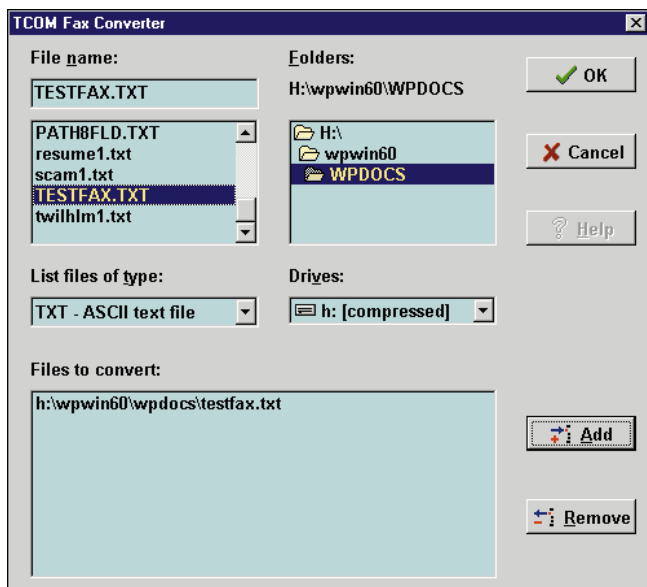 TCOM Fax Converter
File name:
TESTFAX.TXT
PATH8FLD.TXT
resume1.txt
scam1.txt
TESTFAX.TXT
twilhlm1.txt
Folders:
H:\wpwin60\WPDOCS
H:\
wpwin60
WPDOCS
OK
Cancel
Help
List files of type:
TXT - ASCII text file
Drives:
h: [compressed]
Files to convert:
h:\wpwin60\wpdocs\testfax.txt
Add
Remove